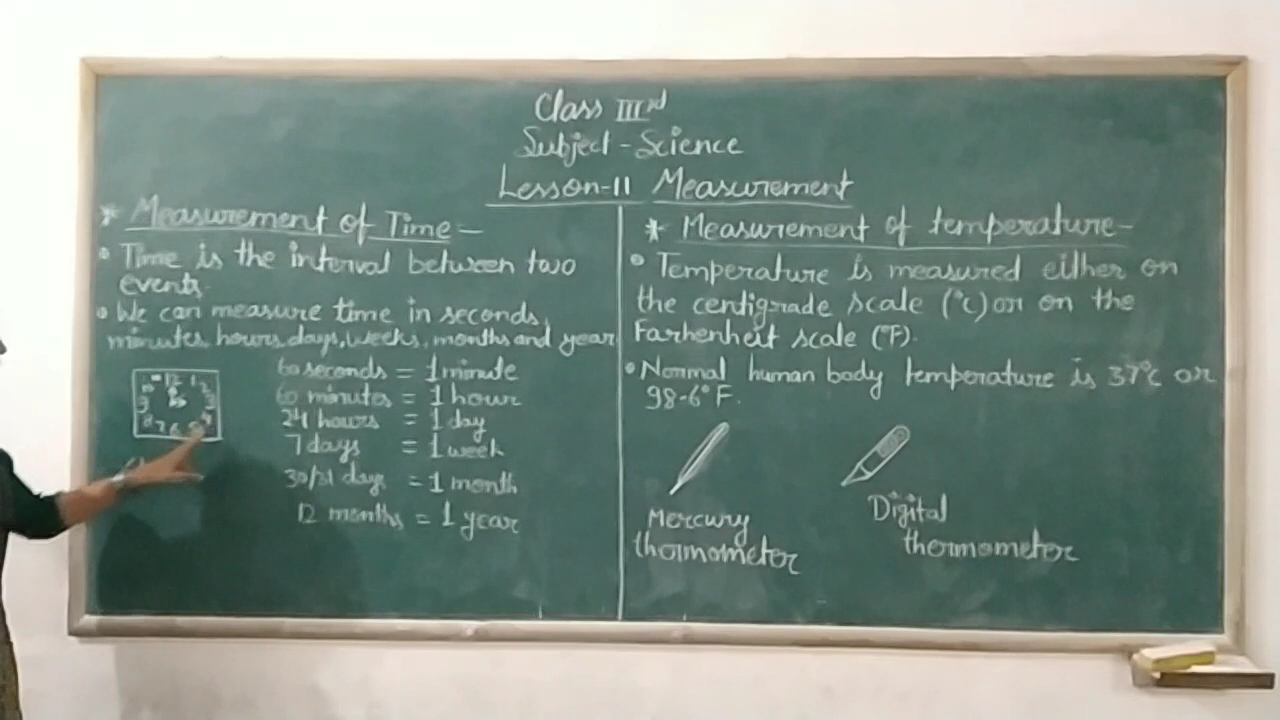 Class IIIrd
Subject - Science
Lesson-11 Measurement
* Measurement of Time -
• Time is the interval between two
events.
• We can measure time in seconds,
minutes, hours, days, weeks, months and year
60 seconds = 1 minute
60 minutes = 1 hour
24 hours = 1 day
7 days = 1 week
30/31 days = 1 month
12 months = 1 year
* Measurement of temperature -
• Temperature is measured either on
the centigrade scale (°C) or on the
Farhenheit scale (°F).
• Normal human body temperature is 37°C or
98.6° F.
Mercury
thormometor
Digital
thormometor